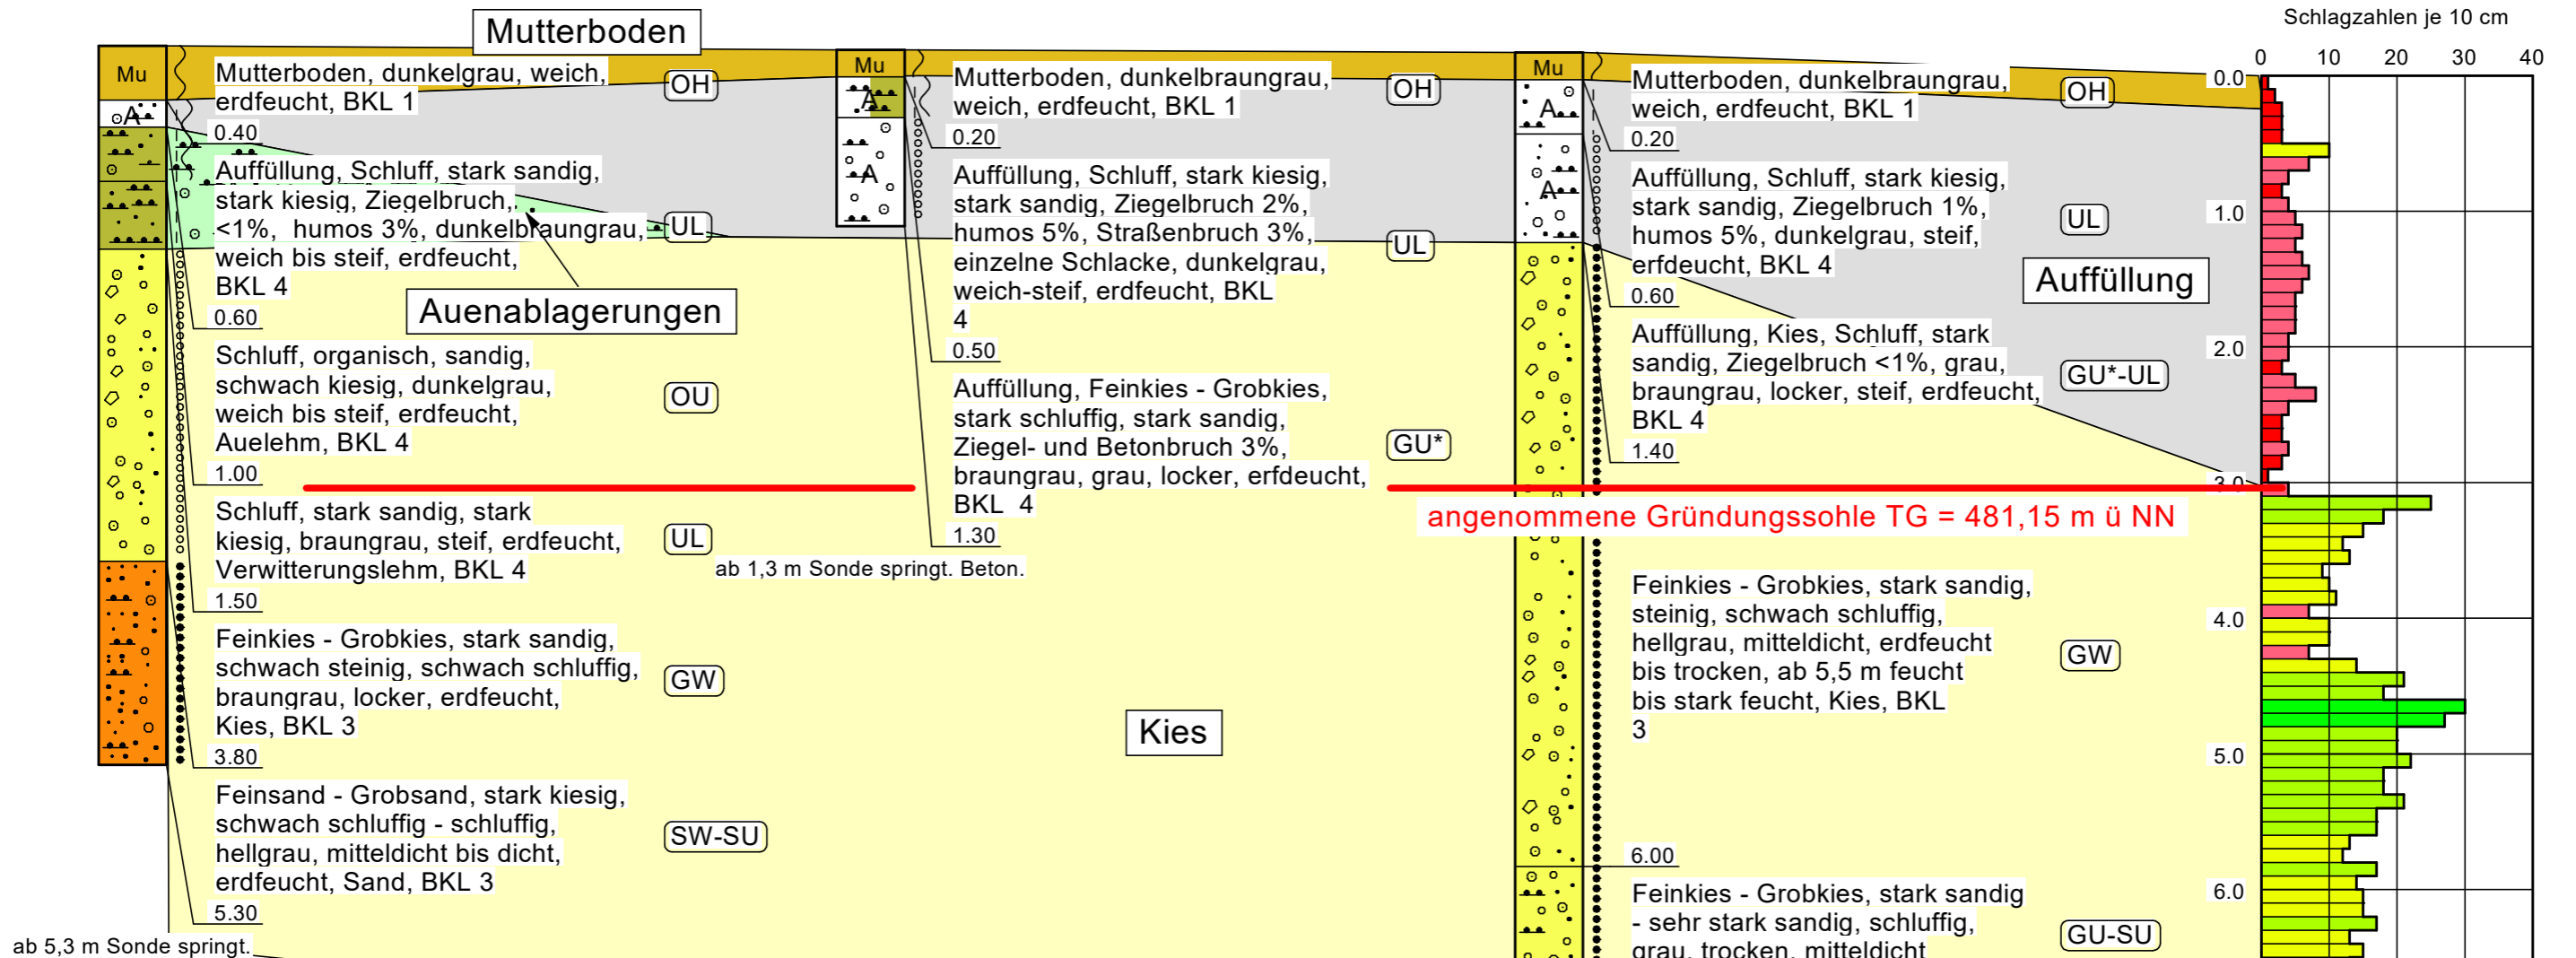 Mutterboden
Mu
A
Mutterboden, dunkelgrau, weich,
erdfeucht, BKL 1
OH
0.40
Auffüllung, Schluff, stark sandig,
stark kiesig, Ziegelbruch,
<1%,  humos 3%, dunkelbraungrau,
weich bis steif, erdfeucht,
BKL 4
UL
0.60
Auenablagerungen
Schluff, organisch, sandig,
schwach kiesig, dunkelgrau,
weich bis steif, erdfeucht,
Auelehm, BKL 4
OU
1.00
Schluff, stark sandig, stark
kiesig, braungrau, steif, erdfeucht,
Verwitterungslehm, BKL 4
UL
1.50
Feinkies - Grobkies, stark sandig,
schwach steinig, schwach schluffig,
braungrau, locker, erdfeucht,
Kies, BKL 3
GW
3.80
Feinsand - Grobsand, stark kiesig,
schwach schluffig - schluffig,
hellgrau, mitteldicht bis dicht,
erdfeucht, Sand, BKL 3
SW-SU
5.30
ab 5,3 m Sonde springt.
Mu
A
A
Mutterboden, dunkelbraungrau,
weich, erdfeucht, BKL 1
OH
0.20
Auffüllung, Schluff, stark kiesig,
stark sandig, Ziegelbruch 2%,
humos 5%, Straßenbruch 3%,
einzelne Schlacke, dunkelgrau,
weich-steif, erdfeucht, BKL
4
UL
0.50
Auffüllung, Feinkies - Grobkies,
stark schluffig, stark sandig,
Ziegel- und Betonbruch 3%,
braungrau, grau, locker, erfdeucht,
BKL  4
GU*
1.30
ab 1,3 m Sonde springt. Beton.
Kies
Mu
A
A
Mutterboden, dunkelbraungrau,
weich, erdfeucht, BKL 1
OH
0.20
Auffüllung, Schluff, stark kiesig,
stark sandig, Ziegelbruch 1%,
humos 5%, dunkelgrau, steif,
erfdeucht, BKL 4
UL
Auffüllung
0.60
Auffüllung, Kies, Schluff, stark
sandig, Ziegelbruch <1%, grau,
braungrau, locker, steif, erdfeucht,
BKL 4
GU*-UL
1.40
angenommene Gründungssohle TG = 481,15 m ü NN
Feinkies - Grobkies, stark sandig,
steinig, schwach schluffig,
hellgrau, mitteldicht, erdfeucht
bis trocken, ab 5,5 m feucht
bis stark feucht, Kies, BKL
3
GW
6.00
Feinkies - Grobkies, stark sandig
- sehr stark sandig, schluffig,
grau, trocken, mitteldicht
GU-SU
Schlagzahlen je 10 cm
0 10 20 30 40
0.0
1.0
2.0
3.0
4.0
5.0
6.0